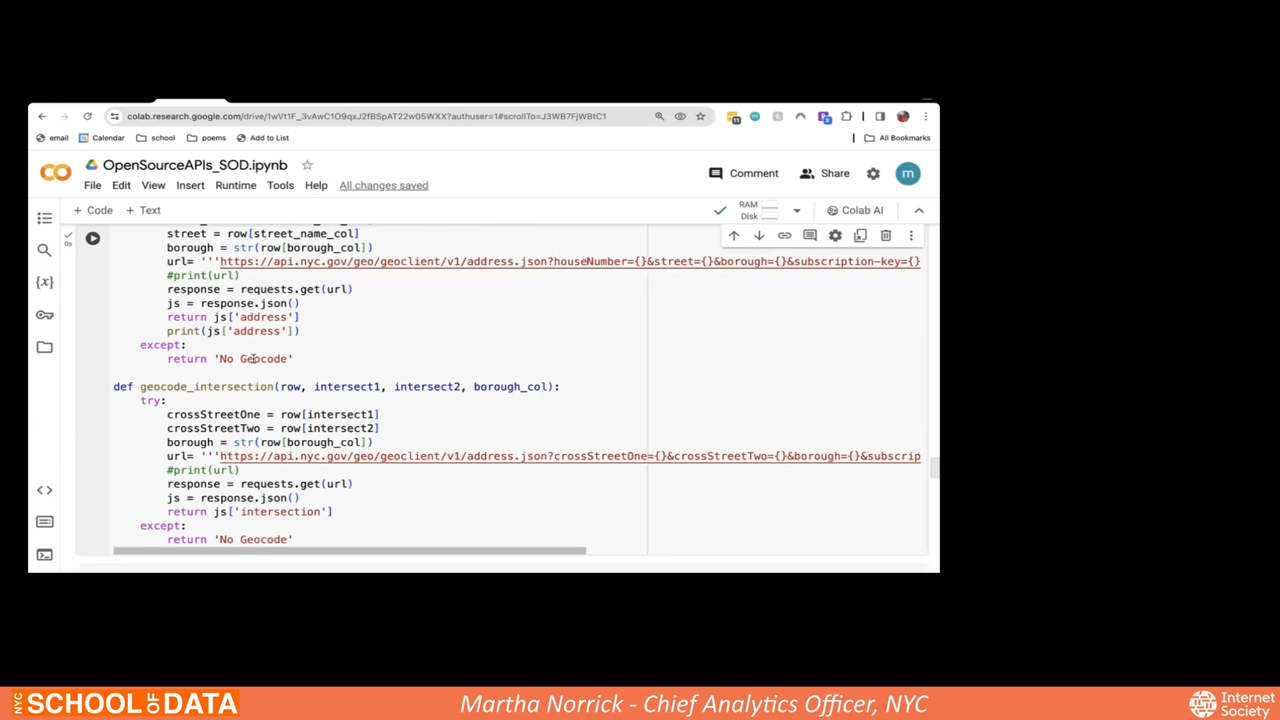 colab.research.google.com/drive/1wVt1F_3vAwC1O9qxJ2fBSpAT22w05WXX?authuser=1#scrollTo=J3WB7FjWBtC1
email Calendar school poems Add to List All Bookmarks
OpenSourceAPIs_SOD.ipynb
File Edit View Insert Runtime Tools Help All changes saved
Comment Share m
+ Code + Text
RAM
Disk
Colab AI
0s
street = row[street_name_col]
borough = str(row[borough_col])
url= '''https://api.nyc.gov/geo/geoclient/v1/address.json?houseNumber={}&street={}&borough={}&subscription-key={}
#print(url)
response = requests.get(url)
js = response.json()
return js['address']
print(js['address'])
except:
return 'No Geocode'
def geocode_intersection(row, intersect1, intersect2, borough_col):
try:
crossStreetOne = row[intersect1]
crossStreetTwo = row[intersect2]
borough = str(row[borough_col])
url= '''https://api.nyc.gov/geo/geoclient/v1/address.json?crossStreetOne={}&crossStreetTwo={}&borough={}&subscrip
#print(url)
response = requests.get(url)
js = response.json()
return js['intersection']
except:
return 'No Geocode'
NYC SCHOOL OF DATA
Martha Norrick - Chief Analytics Officer, NYC
Internet
Society